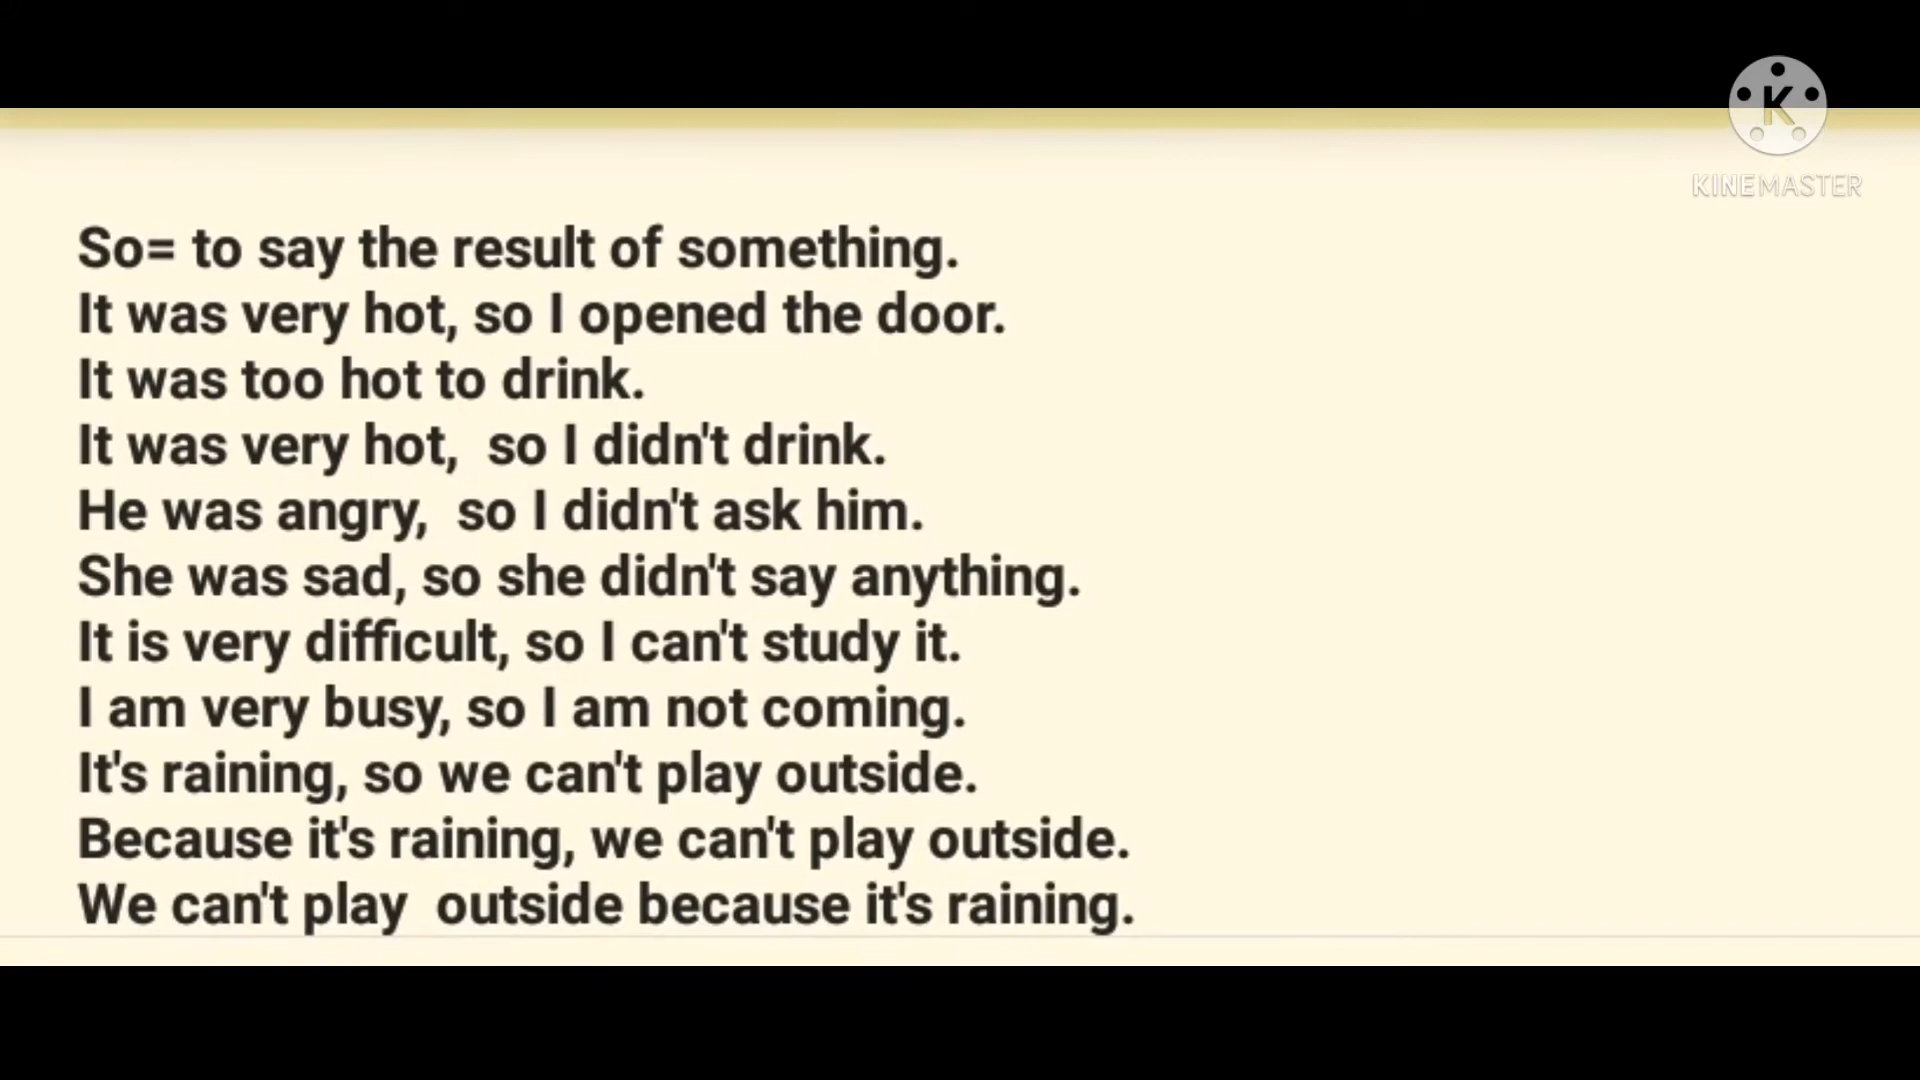 K
KINEMASTER
So= to say the result of something.
It was very hot, so I opened the door.
It was too hot to drink.
It was very hot,  so I didn't drink.
He was angry,  so I didn't ask him.
She was sad, so she didn't say anything.
It is very difficult, so I can't study it.
I am very busy, so I am not coming.
It's raining, so we can't play outside.
Because it's raining, we can't play outside.
We can't play  outside because it's raining.